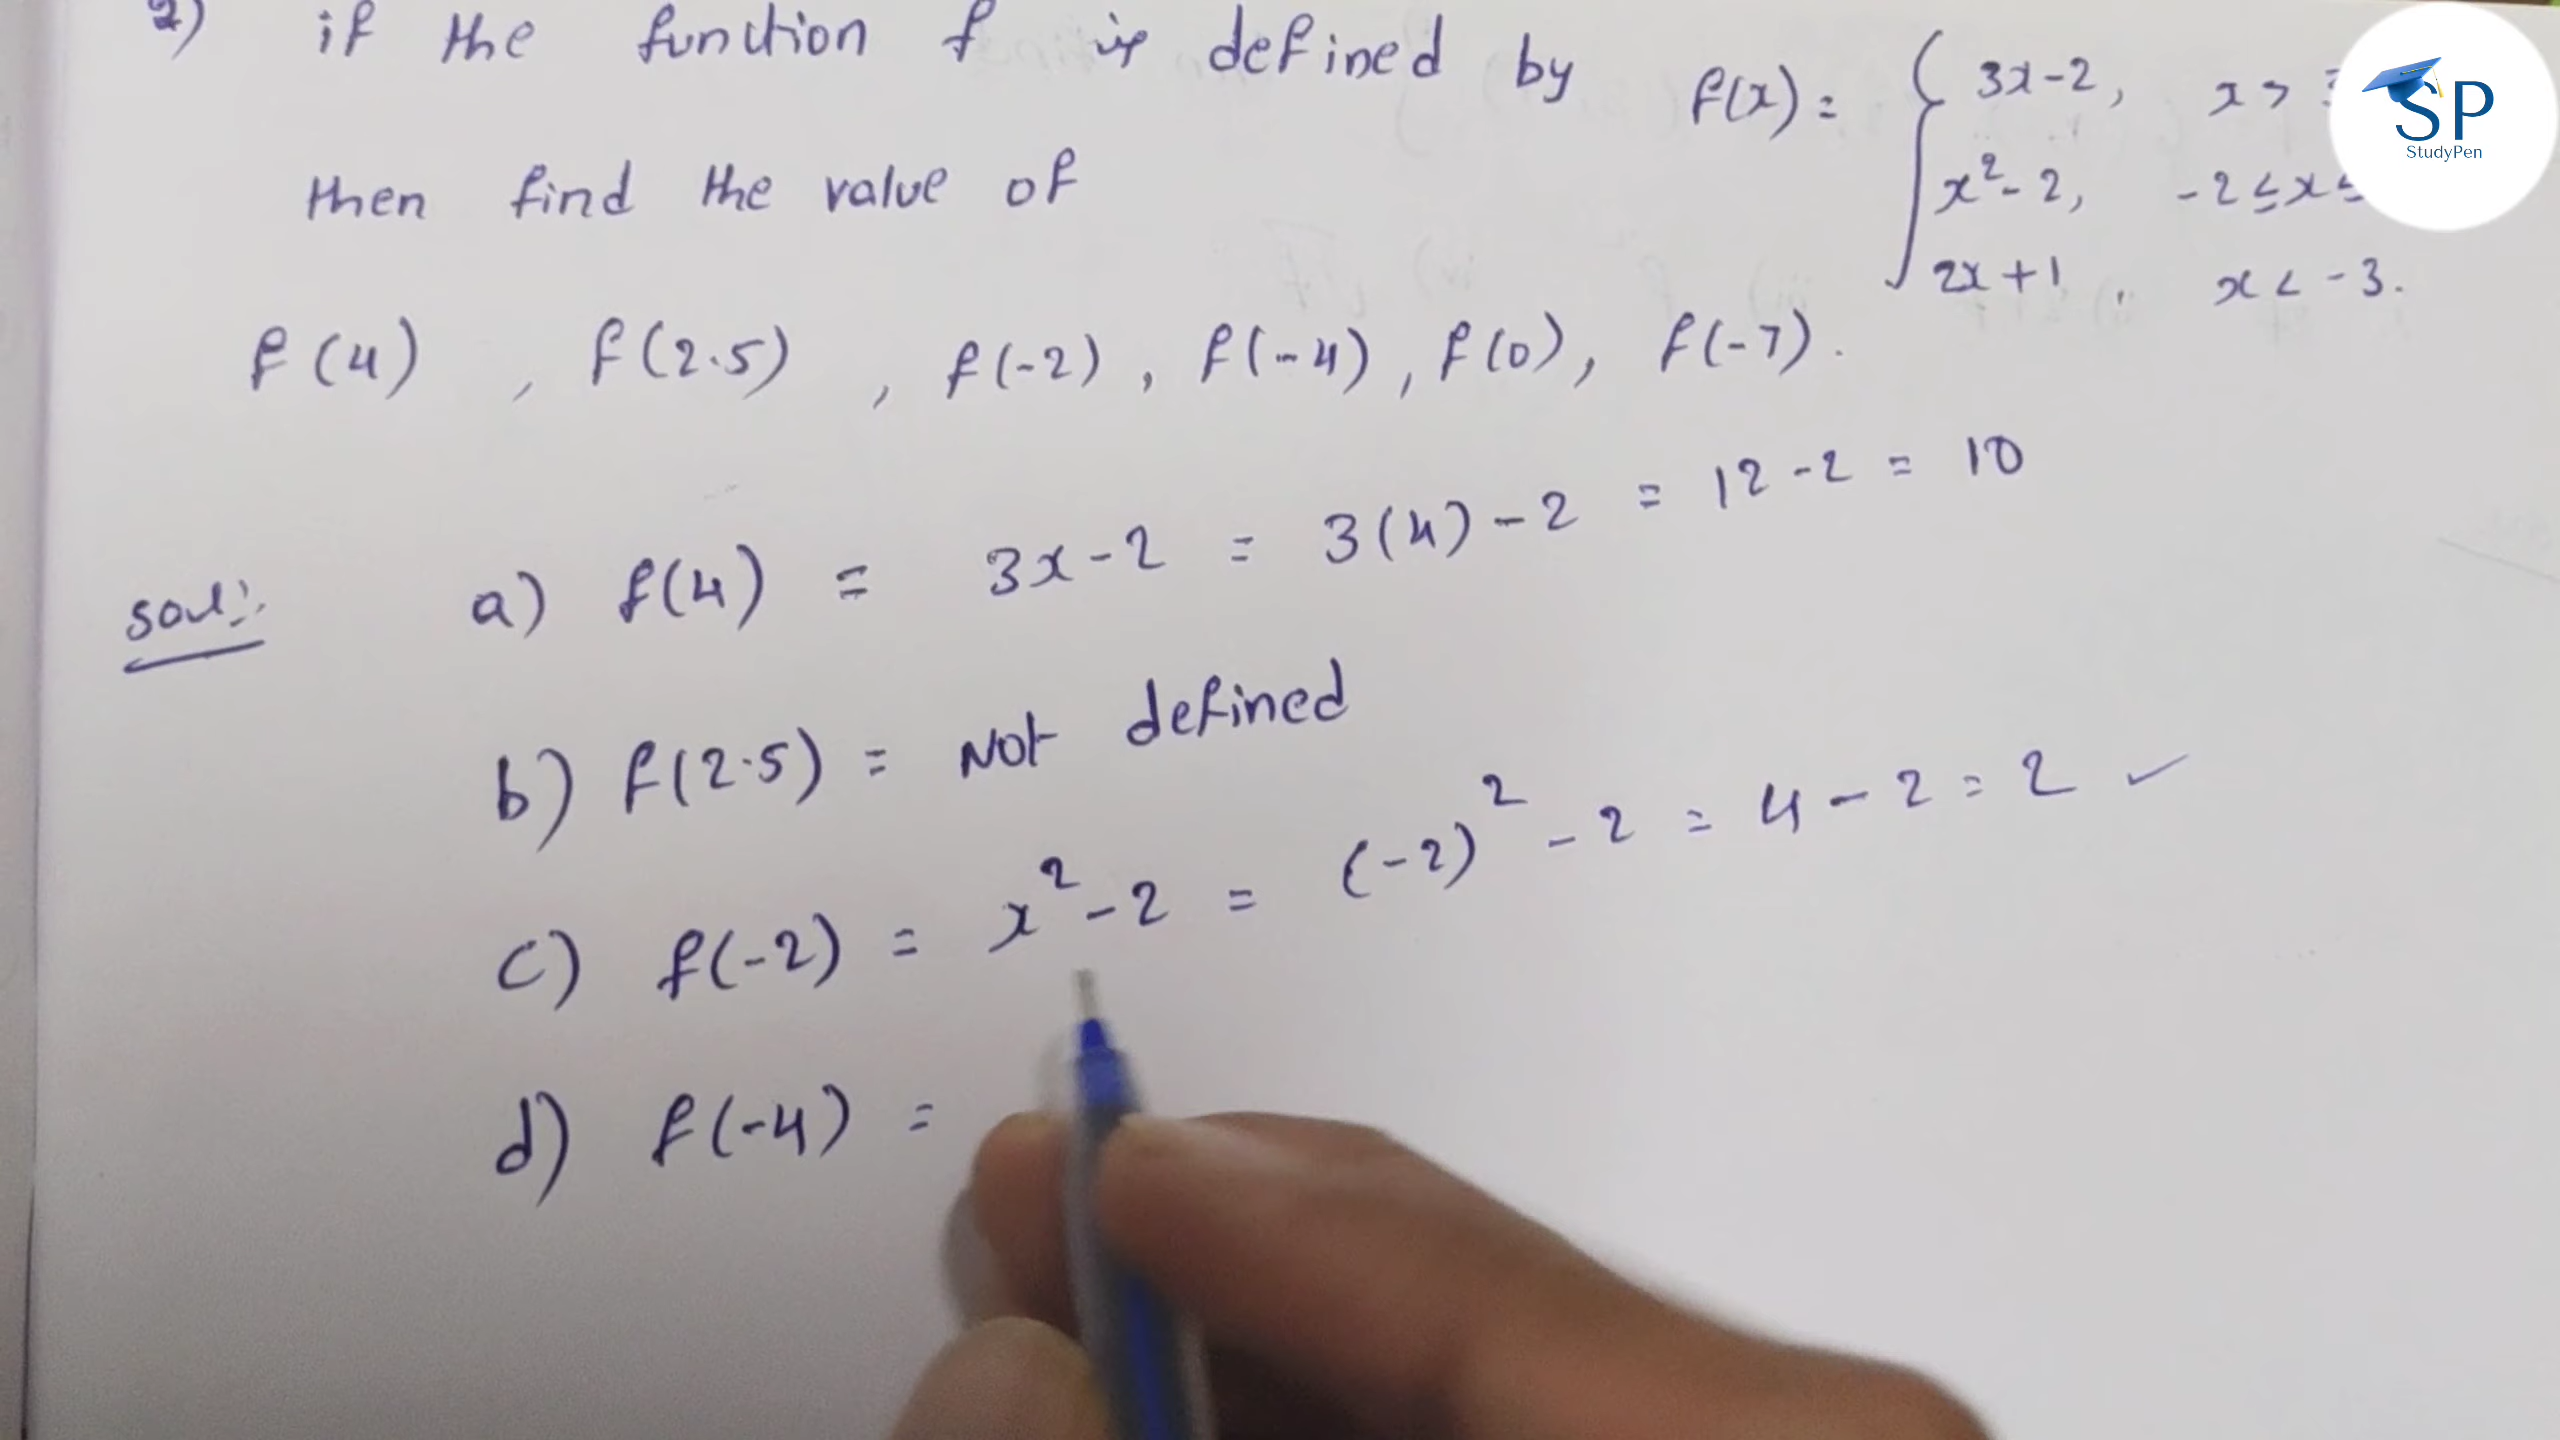 2) if the function f is defined by f(x) = { 3x-2, x >
x² - 2, -2 ≤ x ≤
2x+1, x < -3.
then find the value of
f(4), f(2.5), f(-2), f(-4), f(0), f(-7).
a) f(4) = 3x-2 = 3(4)-2 = 12-2 = 10
b) f(2.5) = Not defined
c) f(-2) = x²-2 = (-2)² - 2 = 4 - 2 = 2 ✓
d) f(-4) =
SP
StudyPen